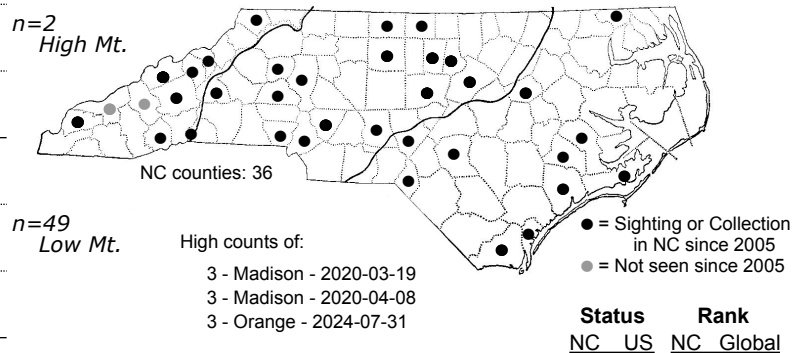 n=2
High Mt.
NC counties: 36
n=49
Low Mt.
High counts of:
3 - Madison - 2020-03-19
3 - Madison - 2020-04-08
3 - Orange - 2024-07-31
● = Sighting or Collection
in NC since 2005
● = Not seen since 2005
Status Rank
NC US NC Global